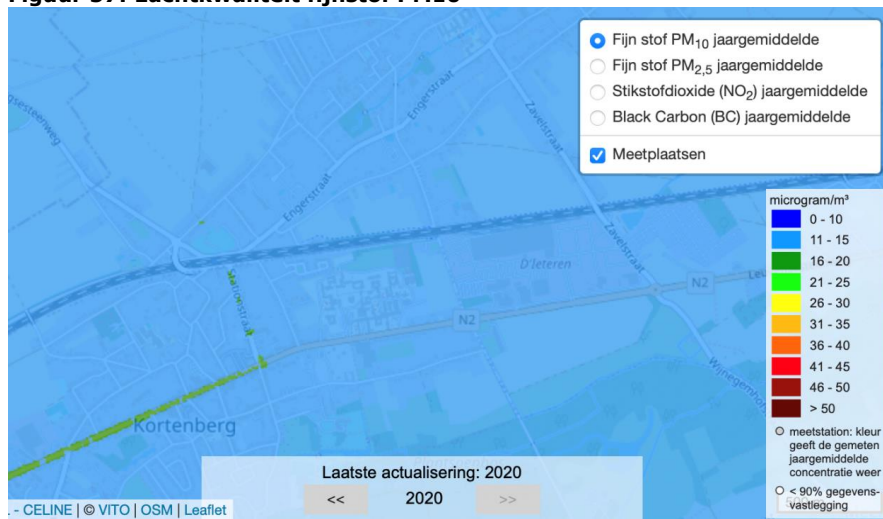 Fijn stof PM10 jaargemiddelde
Fijn stof PM2,5 jaargemiddelde
Stikstofdioxide (NO2) jaargemiddelde
Black Carbon (BC) jaargemiddelde
Meetplaatsen
Engerstraat
Zavelstraat
Engerstraat
Zavelstraat
D'Ieteren
N2
N2
Stationsstraat
Kortenberg
microgram/m³
0 - 10
11 - 15
16 - 20
21 - 25
26 - 30
31 - 35
36 - 40
41 - 45
46 - 50
> 50
meetstation: kleur
geeft de gemeten
jaargemiddelde
concentratie weer
< 90% gegevens-
vastlegging
Laatste actualisering: 2020
<< 2020 >>
- CELINE | © VITO | OSM | Leaflet